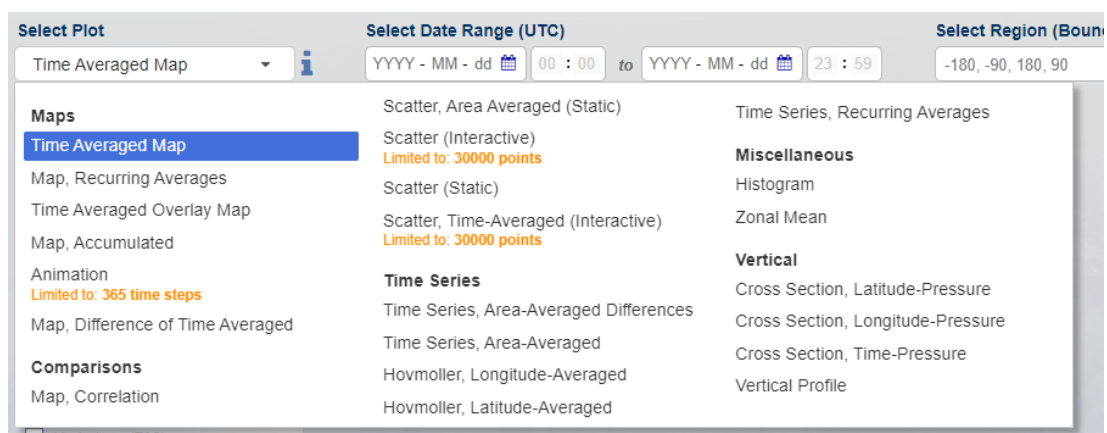 Select Plot
Select Date Range (UTC)
Select Region (Boun
Time Averaged Map
i
YYYY - MM - dd
00 : 00
to
YYYY - MM - dd
23 : 59
-180, -90, 180, 90
Maps
Time Averaged Map
Map, Recurring Averages
Time Averaged Overlay Map
Map, Accumulated
Animation
Limited to: 365 time steps
Map, Difference of Time Averaged
Comparisons
Map, Correlation
Scatter, Area Averaged (Static)
Scatter (Interactive)
Limited to: 30000 points
Scatter (Static)
Scatter, Time-Averaged (Interactive)
Limited to: 30000 points
Time Series
Time Series, Area-Averaged Differences
Time Series, Area-Averaged
Hovmoller, Longitude-Averaged
Hovmoller, Latitude-Averaged
Time Series, Recurring Averages
Miscellaneous
Histogram
Zonal Mean
Vertical
Cross Section, Latitude-Pressure
Cross Section, Longitude-Pressure
Cross Section, Time-Pressure
Vertical Profile